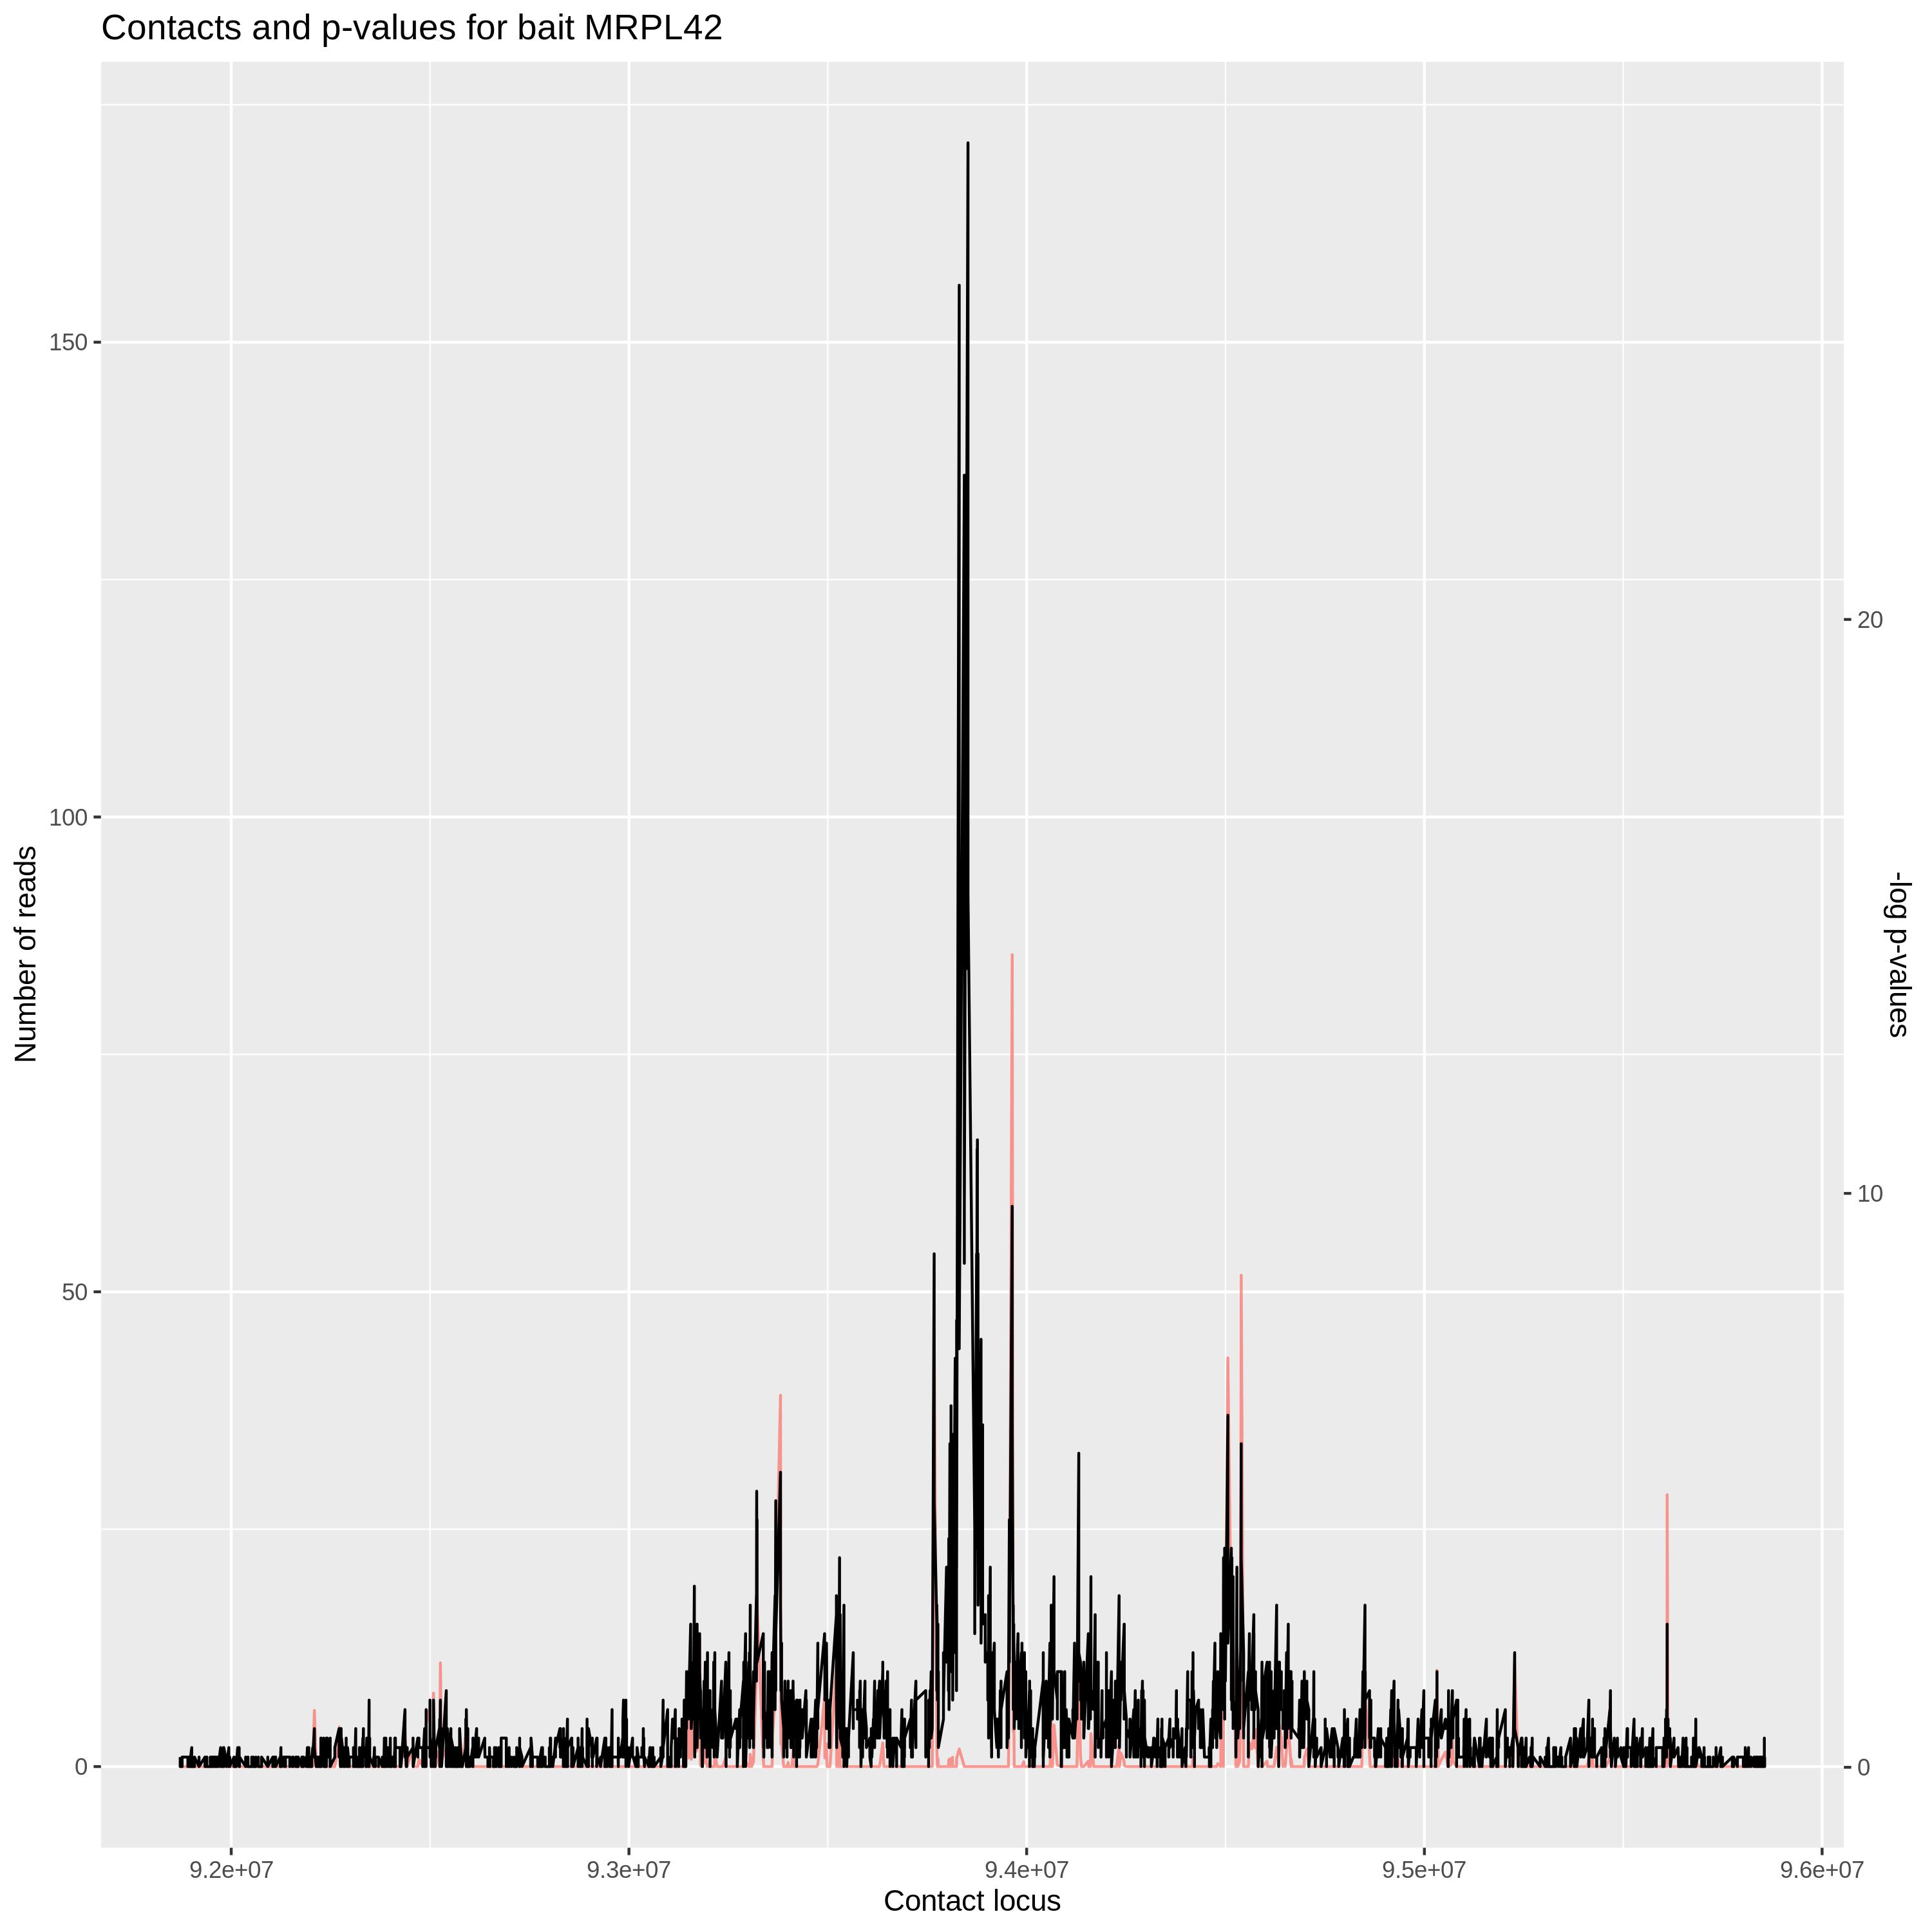 Contacts and p-values for bait MRPL42
150
100
50
0
Number of reads
20
10
0
-log p-values
9.2e+07
9.3e+07
9.4e+07
9.5e+07
9.6e+07
Contact locus